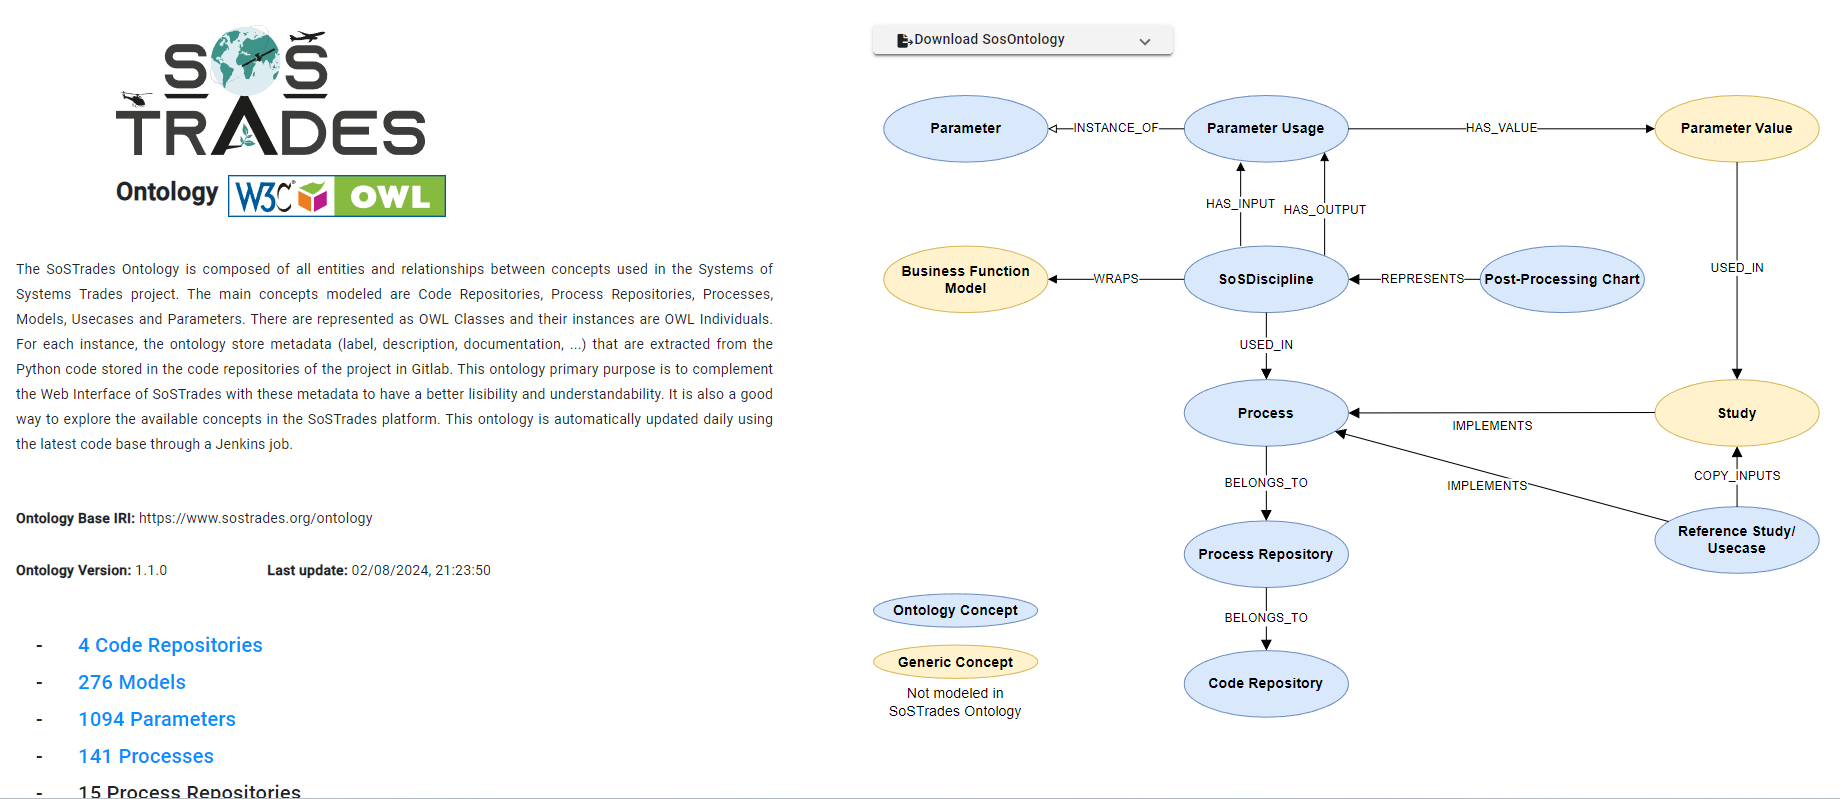 SOS
TRADES
Ontology W3C OWL
The SoSTrades Ontology is composed of all entities and relationships between concepts used in the Systems of
Systems Trades project. The main concepts modeled are Code Repositories, Process Repositories, Processes,
Models, Usecases and Parameters. There are represented as OWL Classes and their instances are OWL Individuals.
For each instance, the ontology store metadata (label, description, documentation, ...) that are extracted from the
Python code stored in the code repositories of the project in Gitlab. This ontology primary purpose is to complement
the Web Interface of SoSTrades with these metadata to have a better lisibility and understandability. It is also a good
way to explore the available concepts in the SoSTrades platform. This ontology is automatically updated daily using
the latest code base through a Jenkins job.
Ontology Base IRI: https://www.sostrades.org/ontology
Ontology Version: 1.1.0 Last update: 02/08/2024, 21:23:50
- 4 Code Repositories
- 276 Models
- 1094 Parameters
- 141 Processes
- 15 Process Repositories
Download SosOntology
Parameter
INSTANCE_OF
Parameter Usage
HAS_VALUE
Parameter Value
HAS_INPUT
HAS_OUTPUT
USED_IN
Business Function
Model
WRAPS
SoSDiscipline
REPRESENTS
Post-Processing Chart
USED_IN
Process
IMPLEMENTS
Study
BELONGS_TO
IMPLEMENTS
COPY_INPUTS
Process Repository
Reference Study/
Usecase
BELONGS_TO
Code Repository
Ontology Concept
Generic Concept
Not modeled in
SoSTrades Ontology